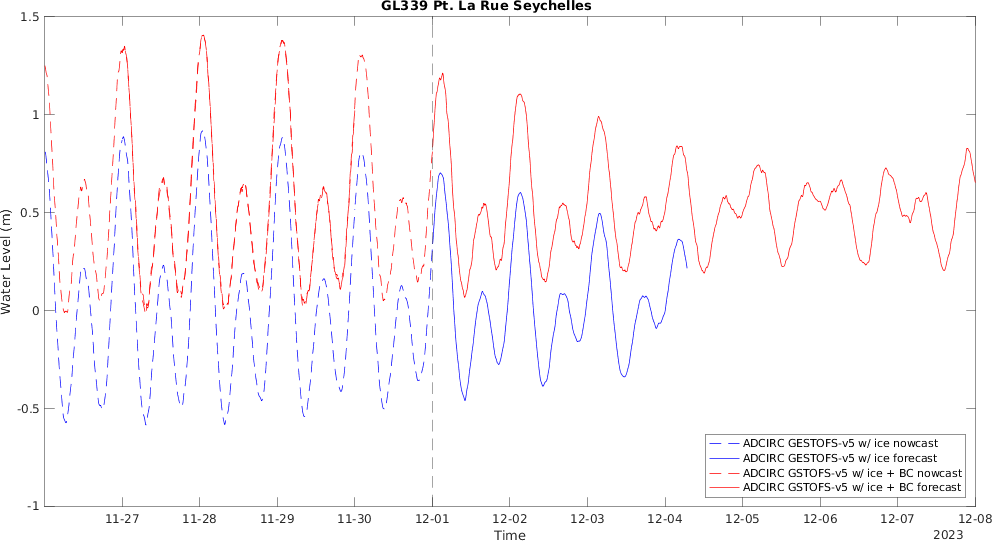 GL339 Pt. La Rue Seychelles
1.5
1
0.5
0
-0.5
-1
Water Level (m)
ADCIRC GESTOFS-v5 w/ ice nowcast
ADCIRC GESTOFS-v5 w/ ice forecast
ADCIRC GSTOFS-v5 w/ ice + BC nowcast
ADCIRC GSTOFS-v5 w/ ice + BC forecast
11-27 11-28 11-29 11-30 12-01 12-02 12-03 12-04 12-05 12-06 12-07 12-08
Time
2023